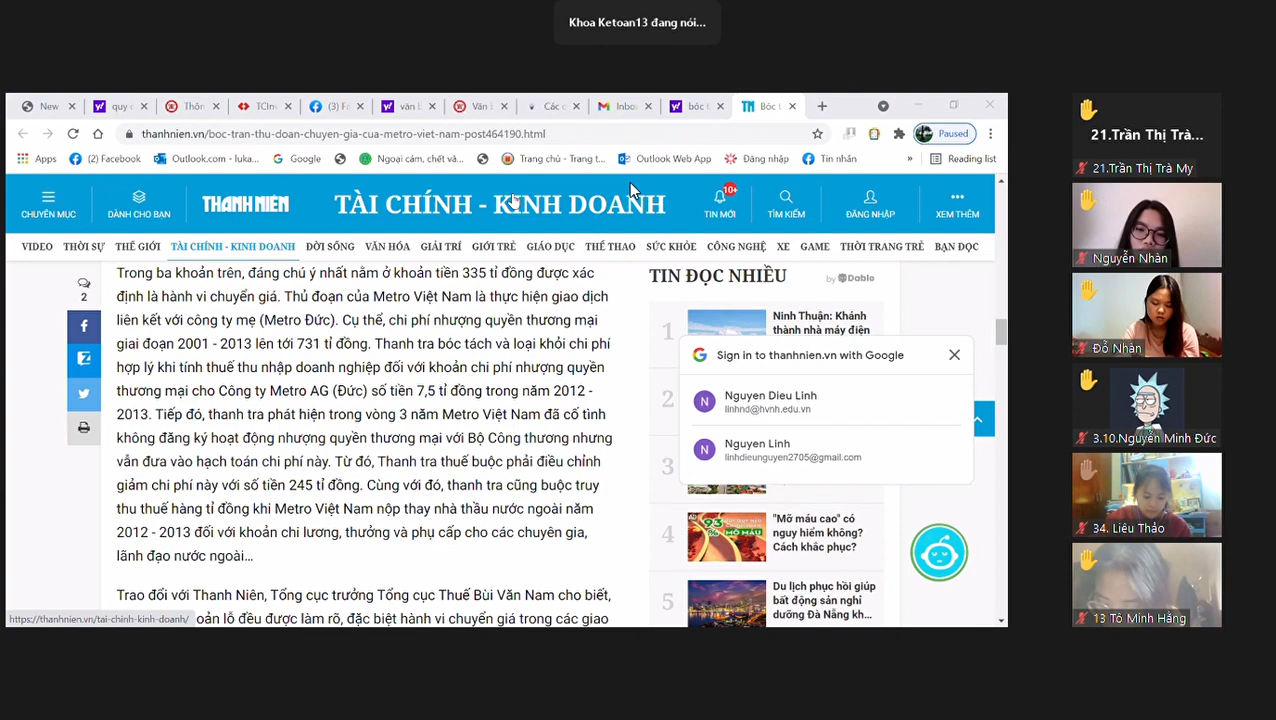 Khoa Ketoan13 đang nói...
New
quy c
Thôn
TCIn
(3) F
văn b
Văn b
Các c
Inbo
bóc t
Bóc t
thanhnien.vn/boc-tran-thu-doan-chuyen-gia-cua-metro-viet-nam-post464190.html
Paused
Apps
(2) Facebook
Outlook.com - luka...
Google
Ngoại cám, chết vấ...
Trang chủ - Trang t...
Outlook Web App
Đăng nhập
Tin nhắn
»
Reading list
CHUYÊN MỤC
DÀNH CHO BẠN
THANH NIÊN
TÀI CHÍNH - KINH DOANH
10+
TIN MỚI
TÌM KIẾM
ĐĂNG NHẬP
XEM THÊM
VIDEO THỜI SỰ THẾ GIỚI TÀI CHÍNH - KINH DOANH ĐỜI SỐNG VĂN HÓA GIẢI TRÍ GIỚI TRẺ GIÁO DỤC THỂ THAO SỨC KHỎE CÔNG NGHỆ XE GAME THỜI TRANG TRẺ BẠN ĐỌC
2
Trong ba khoản trên, đáng chú ý nhất nằm ở khoản tiền 335 tỉ đồng được xác
định là hành vi chuyển giá. Thủ đoạn của Metro Việt Nam là thực hiện giao dịch
liên kết với công ty mẹ (Metro Đức). Cụ thể, chi phí nhượng quyền thương mại
giai đoạn 2001 - 2013 lên tới 731 tỉ đồng. Thanh tra bóc tách và loại khỏi chi phí
hợp lý khi tính thuế thu nhập doanh nghiệp đối với khoản chi phí nhượng quyền
thương mại cho Công ty Metro AG (Đức) số tiền 7,5 tỉ đồng trong năm 2012 -
2013. Tiếp đó, thanh tra phát hiện trong vòng 3 năm Metro Việt Nam đã cố tình
không đăng ký hoạt động nhượng quyền thương mại với Bộ Công thương nhưng
vẫn đưa vào hạch toán chi phí này. Từ đó, Thanh tra thuế buộc phải điều chỉnh
giảm chi phí này với số tiền 245 tỉ đồng. Cùng với đó, thanh tra cũng buộc truy
thu thuế hàng tỉ đồng khi Metro Việt Nam nộp thay nhà thầu nước ngoài năm
2012 - 2013 đối với khoản chi lương, thưởng và phụ cấp cho các chuyên gia,
lãnh đạo nước ngoài...
Trao đổi với Thanh Niên, Tổng cục trưởng Tổng cục Thuế Bùi Văn Nam cho biết,
oản lỗ đều được làm rõ, đặc biệt hành vi chuyển giá trong các giao
https://thanhnien.vn/tai-chinh-kinh-doanh/
TIN ĐỌC NHIỀU
by Dable
1
Ninh Thuận: Khánh
thành nhà máy điện
Sign in to thanhnien.vn with Google
N
Nguyen Dieu Linh
linhnd@hvnh.edu.vn
N
Nguyen Linh
linhdieunguyen2705@gmail.com
2
3
4
AD
93%
MỠ MÁU
"Mỡ máu cao" có
nguy hiểm không?
Cách khắc phục?
5
Du lịch phục hồi giúp
bất động sản nghỉ
dưỡng Đà Nẵng kh...
21.Trần Thị Trà...
21.Trần Thị Trà My
Nguyễn Nhàn
Đỗ Nhân
3.10.Nguyễn Minh Đức
34. Liêu Thảo
13 Tô Minh Hằng